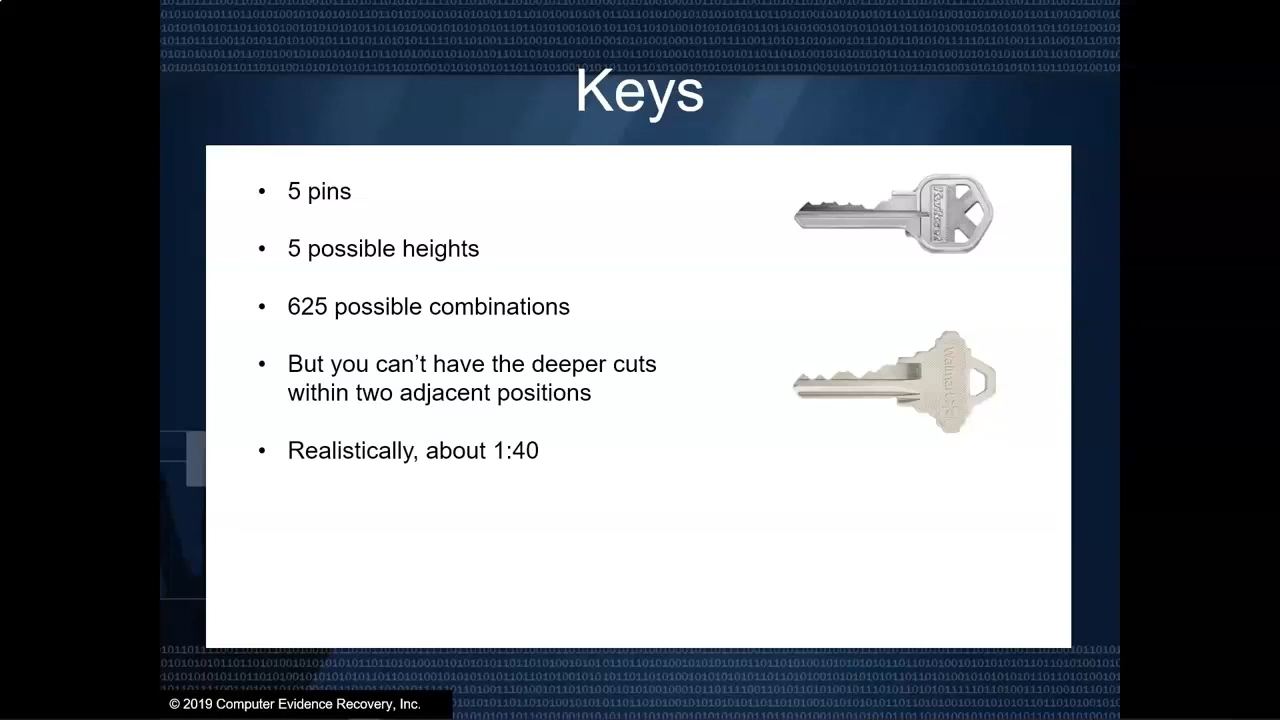 Keys
• 5 pins
• 5 possible heights
• 625 possible combinations
• But you can’t have the deeper cuts
within two adjacent positions
• Realistically, about 1:40
© 2019 Computer Evidence Recovery, Inc.